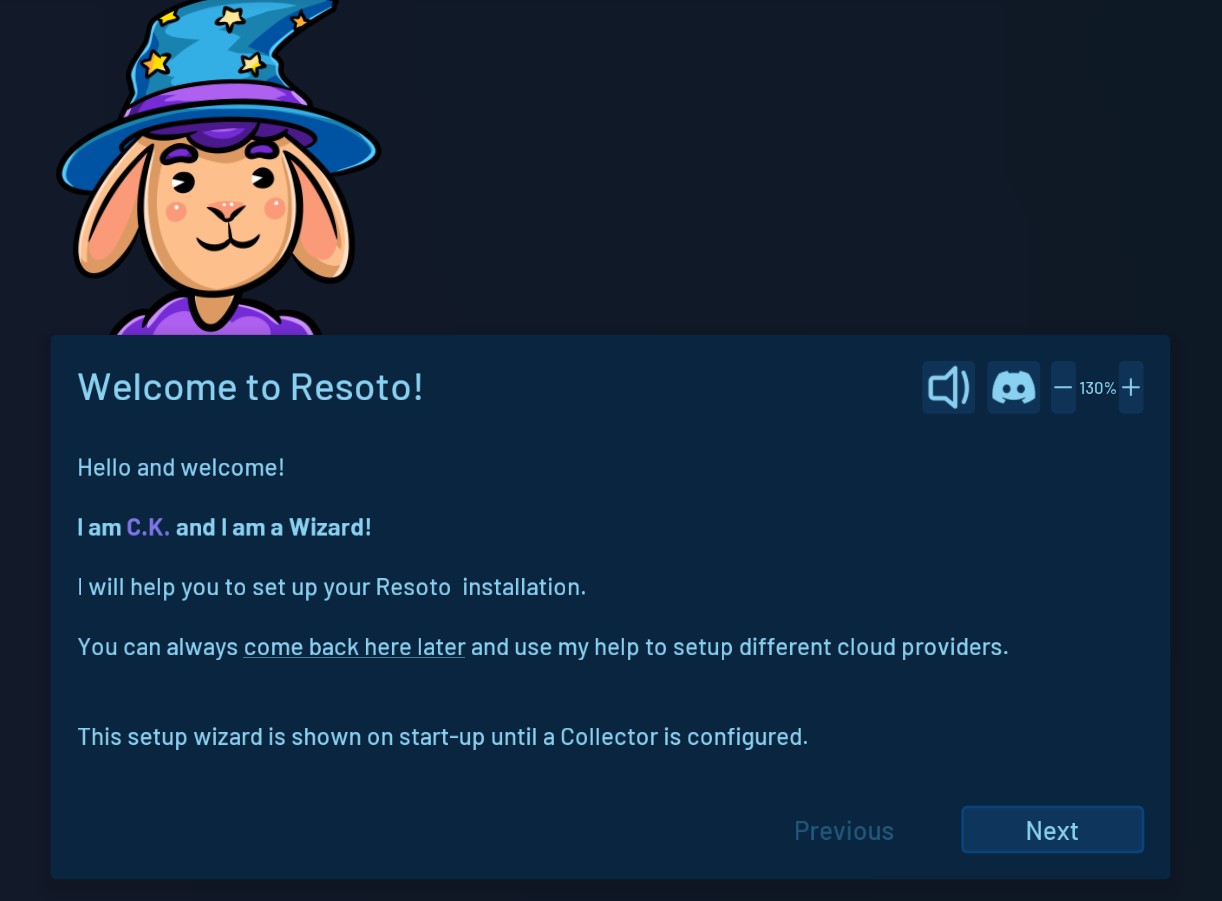 Welcome to Resoto!
130%
Hello and welcome!
I am C.K. and I am a Wizard!
I will help you to set up your Resoto installation.
You can always come back here later and use my help to setup different cloud providers.
This setup wizard is shown on start-up until a Collector is configured.
Previous
Next